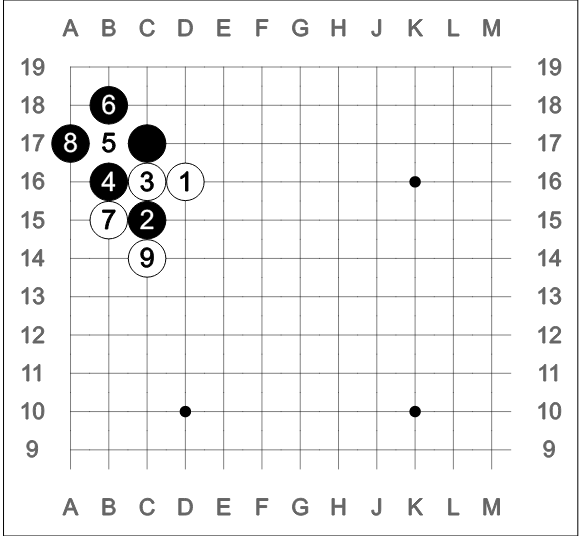 A B C D E F G H J K L M
19 19
18 6 18
17 8 5 17
16 4 3 1 16
15 7 2 15
14 9 14
13 13
12 12
11 11
10 10
9 9
A B C D E F G H J K L M